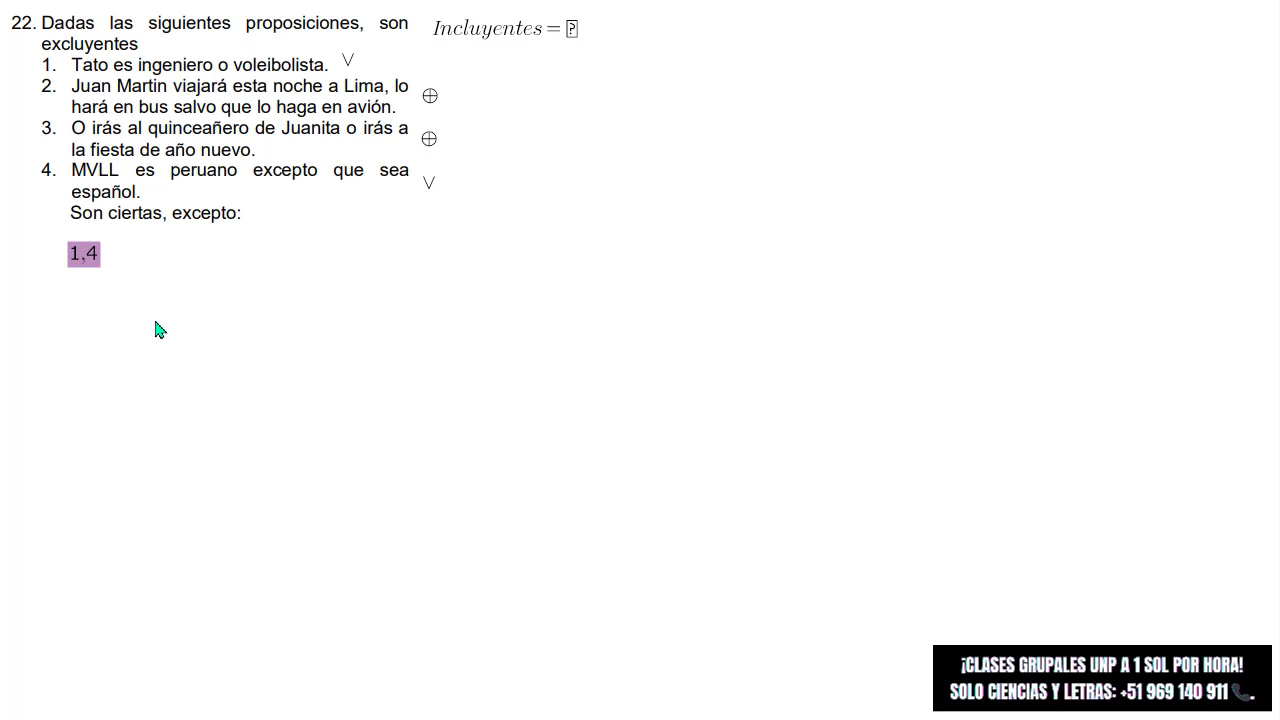 22. Dadas las siguientes proposiciones, son
excluyentes
Incluyentes = ?
1. Tato es ingeniero o voleibolista. ∨
2. Juan Martin viajará esta noche a Lima, lo
hará en bus salvo que lo haga en avión. ⊕
3. O irás al quinceañero de Juanita o irás a
la fiesta de año nuevo. ⊕
4. MVLL es peruano excepto que sea
español. ∨
Son ciertas, excepto:
1,4
¡CLASES GRUPALES UNP A 1 SOL POR HORA!
SOLO CIENCIAS Y LETRAS: +51 969 140 911 📞.